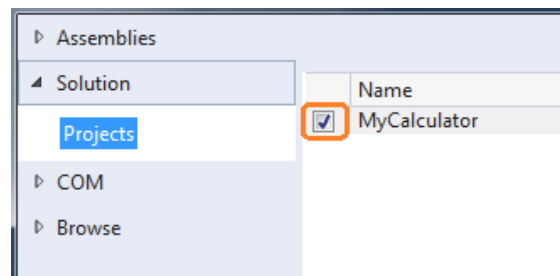 Assemblies
Solution
Projects
COM
Browse
Name
MyCalculator